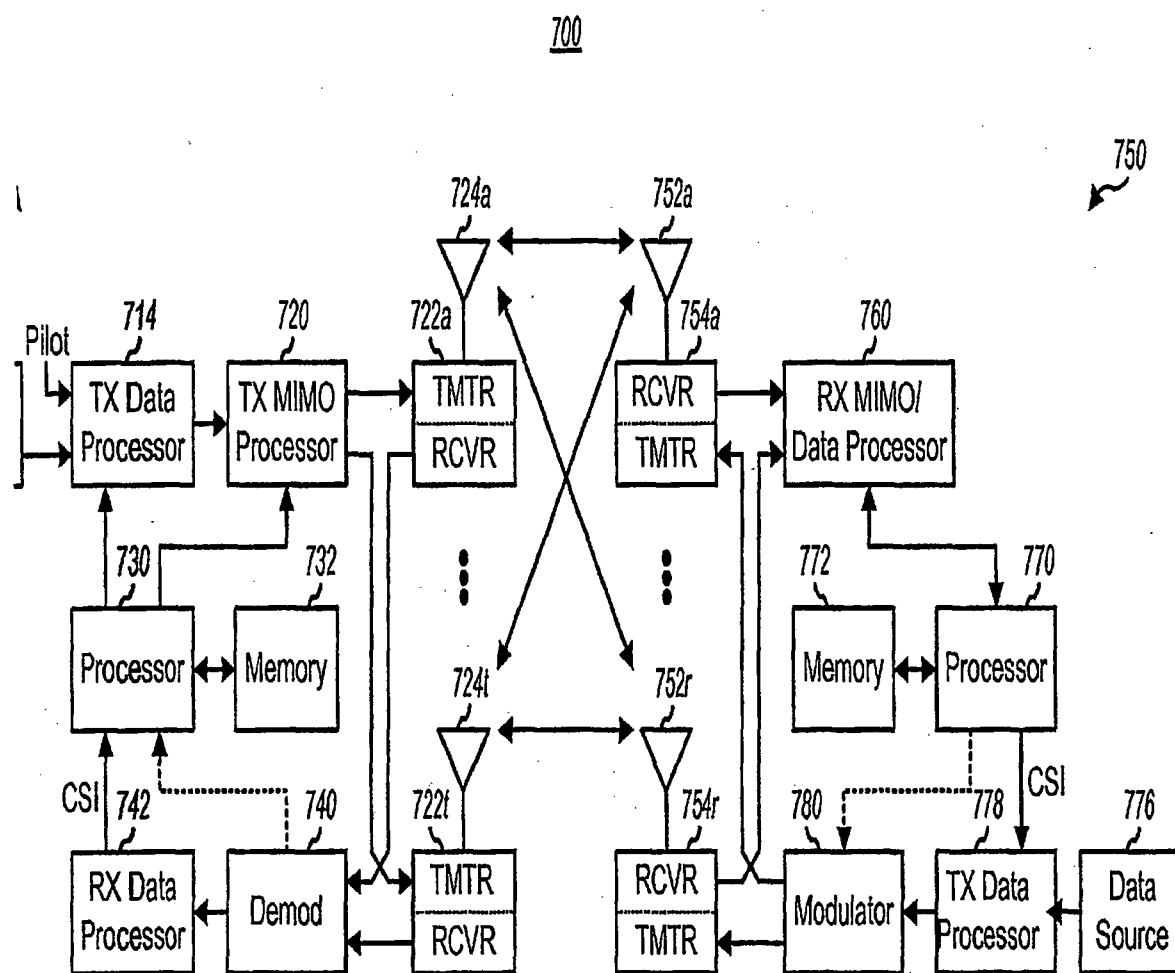 700
750
724a
752a
714
720
722a
754a
760
Pilot
TX Data
Processor
TX MIMO
Processor
TMTR
RCVR
RCVR
TMTR
RX MIMO/
Data Processor
730
732
772
770
Processor
Memory
Memory
Processor
724t
752r
CSI
742
740
722t
754r
780
CSI
778
776
RX Data
Processor
Demod
TMTR
RCVR
RCVR
TMTR
Modulator
TX Data
Processor
Data
Source